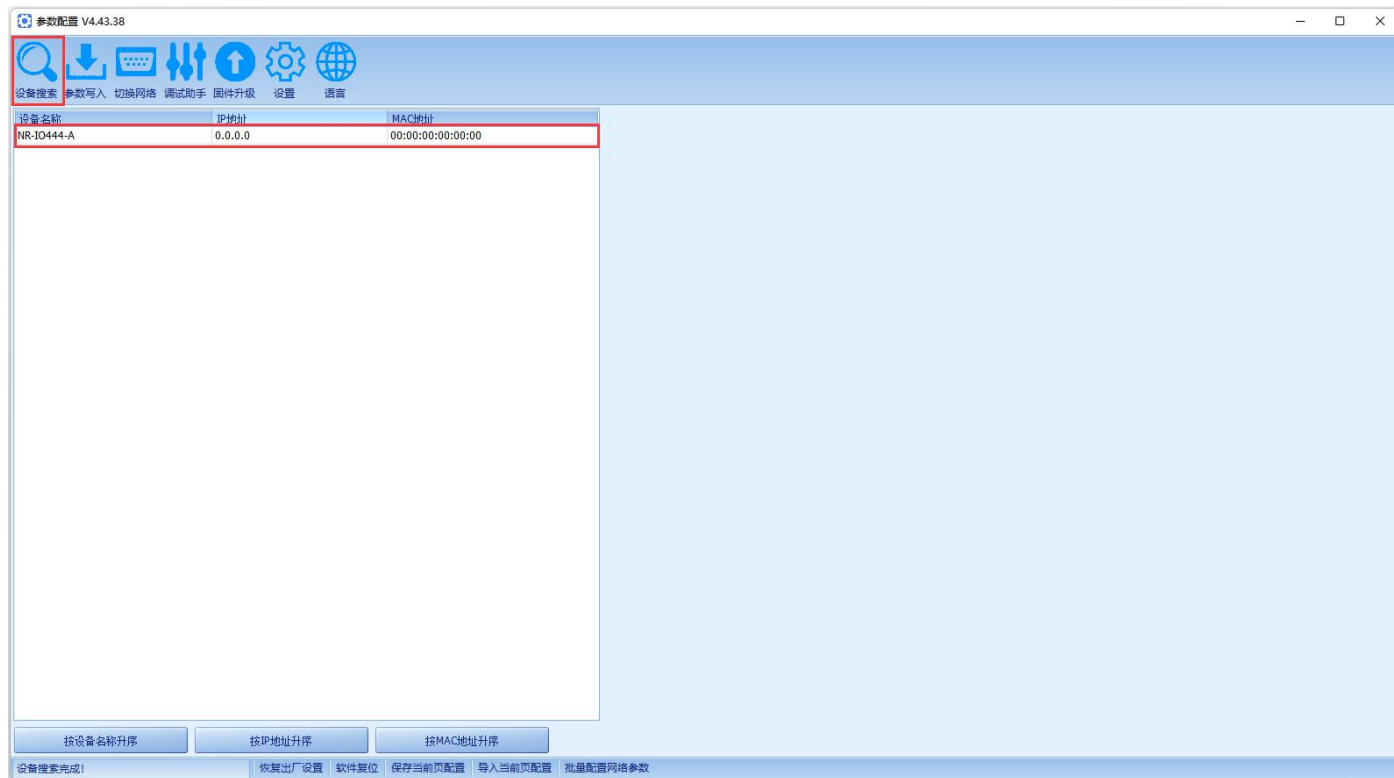 参数配置 V4.43.38
设备搜索 参数写入 切换网络 调试助手 固件升级 设置 语言
设备名称 IP地址 MAC地址
NR-IO444-A 0.0.0.0 00:00:00:00:00:00
按设备名称升序 按IP地址升序 按MAC地址升序
设备搜索完成! 恢复出厂设置 软件复位 保存当前页配置 导入当前页配置 批量配置网络参数